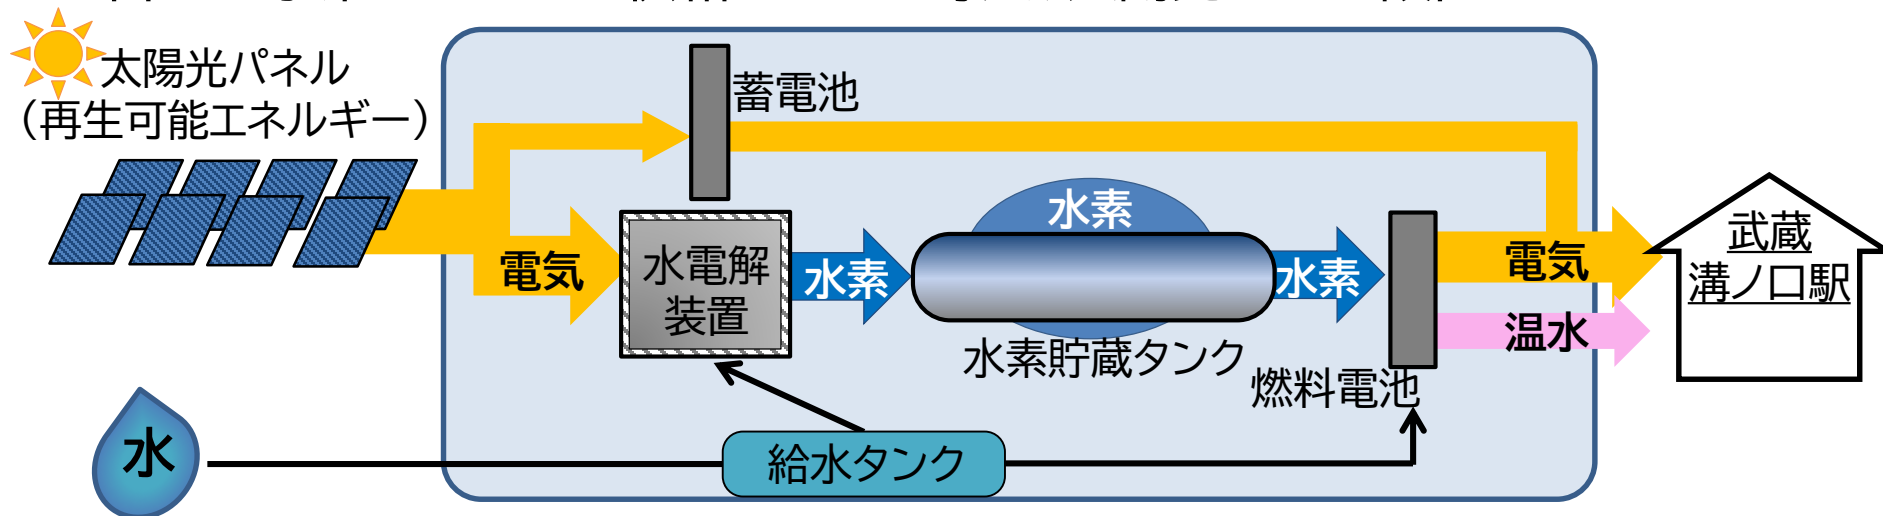 太陽光パネル
（再生可能エネルギー）
蓄電池
電気
水電解
装置
水素
水素
水素貯蔵タンク
水素
燃料電池
電気
温水
武蔵
溝ノ口駅
水
給水タンク